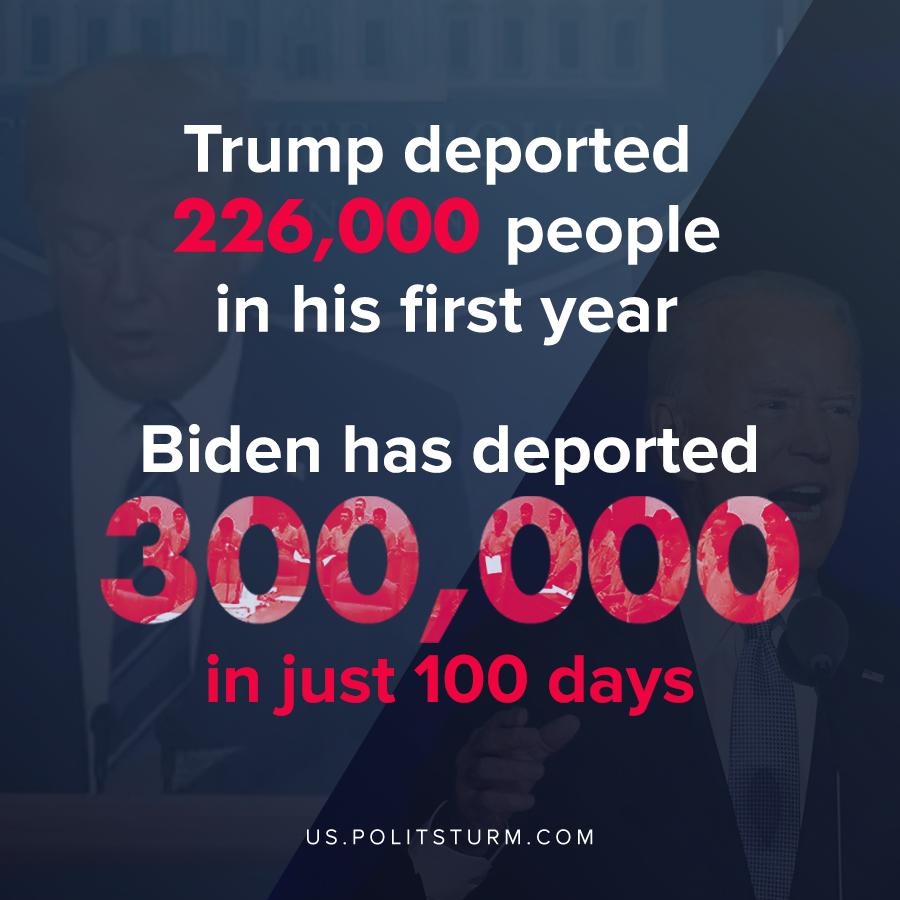 Trump deported
226,000 people
in his first year
Biden has deported
300,000
in just 100 days
US.POLITSTURM.COM